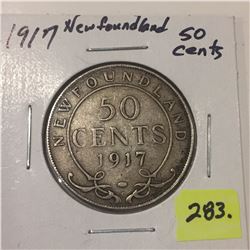 1917 Newfoundland 50
cents
NEWFOUNDLAND
50
CENTS
1917
283.